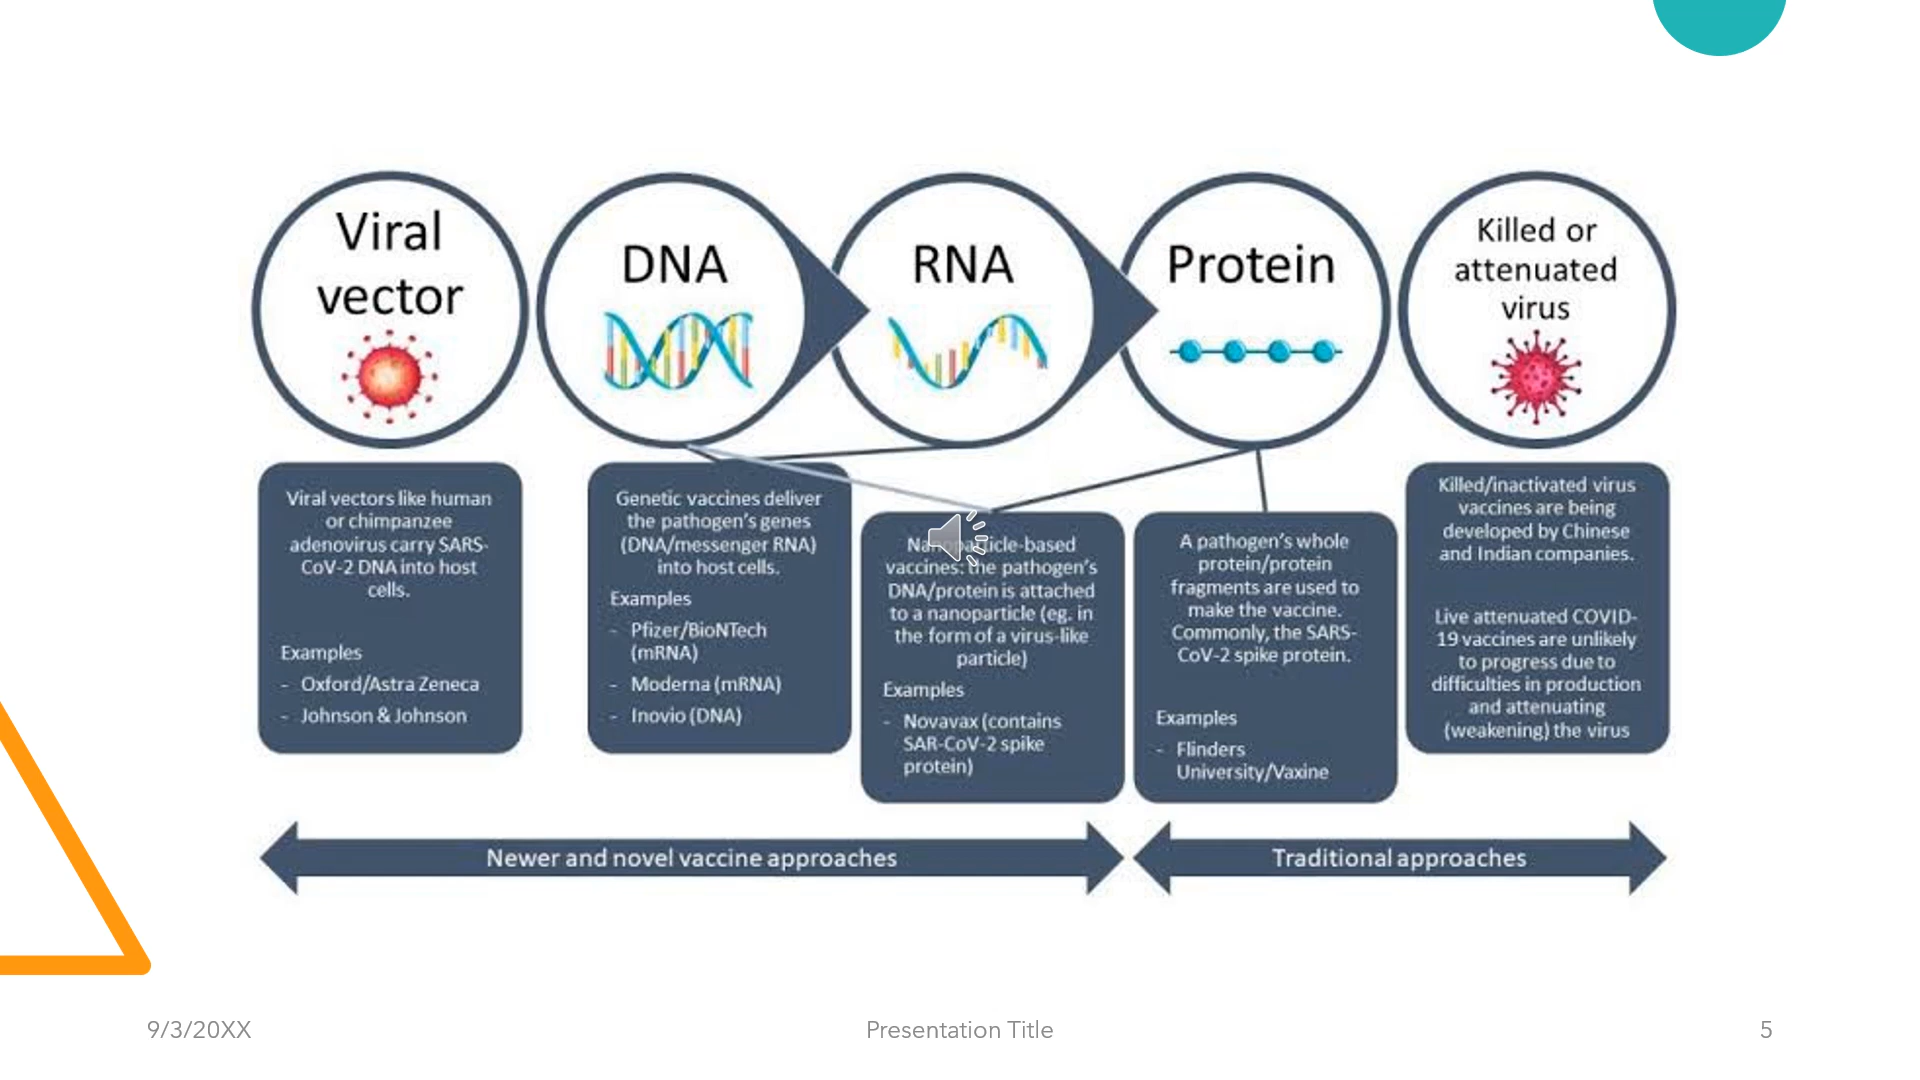 Viral
vector
DNA
RNA
Protein
Killed or
attenuated
virus
Viral vectors like human
or chimpanzee
adenovirus carry SARS-
CoV-2 DNA into host
cells.
Examples
- Oxford/Astra Zeneca
- Johnson & Johnson
Genetic vaccines deliver
the pathogen's genes
(DNA/messenger RNA)
into host cells.
Examples
- Pfizer/BioNTech
(mRNA)
- Moderna (mRNA)
- Inovio (DNA)
Nanoparticle-based
vaccines: the pathogen's
DNA/protein is attached
to a nanoparticle (eg. in
the form of a virus-like
particle)
Examples
- Novavax (contains
SAR-CoV-2 spike
protein)
A pathogen's whole
protein/protein
fragments are used to
make the vaccine.
Commonly, the SARS-
CoV-2 spike protein.
Examples
- Flinders
University/Vaxine
Killed/inactivated virus
vaccines are being
developed by Chinese
and Indian companies.
Live attenuated COVID-
19 vaccines are unlikely
to progress due to
difficulties in production
and attenuating
(weakening) the virus
Newer and novel vaccine approaches
Traditional approaches
9/3/20XX
Presentation Title
5